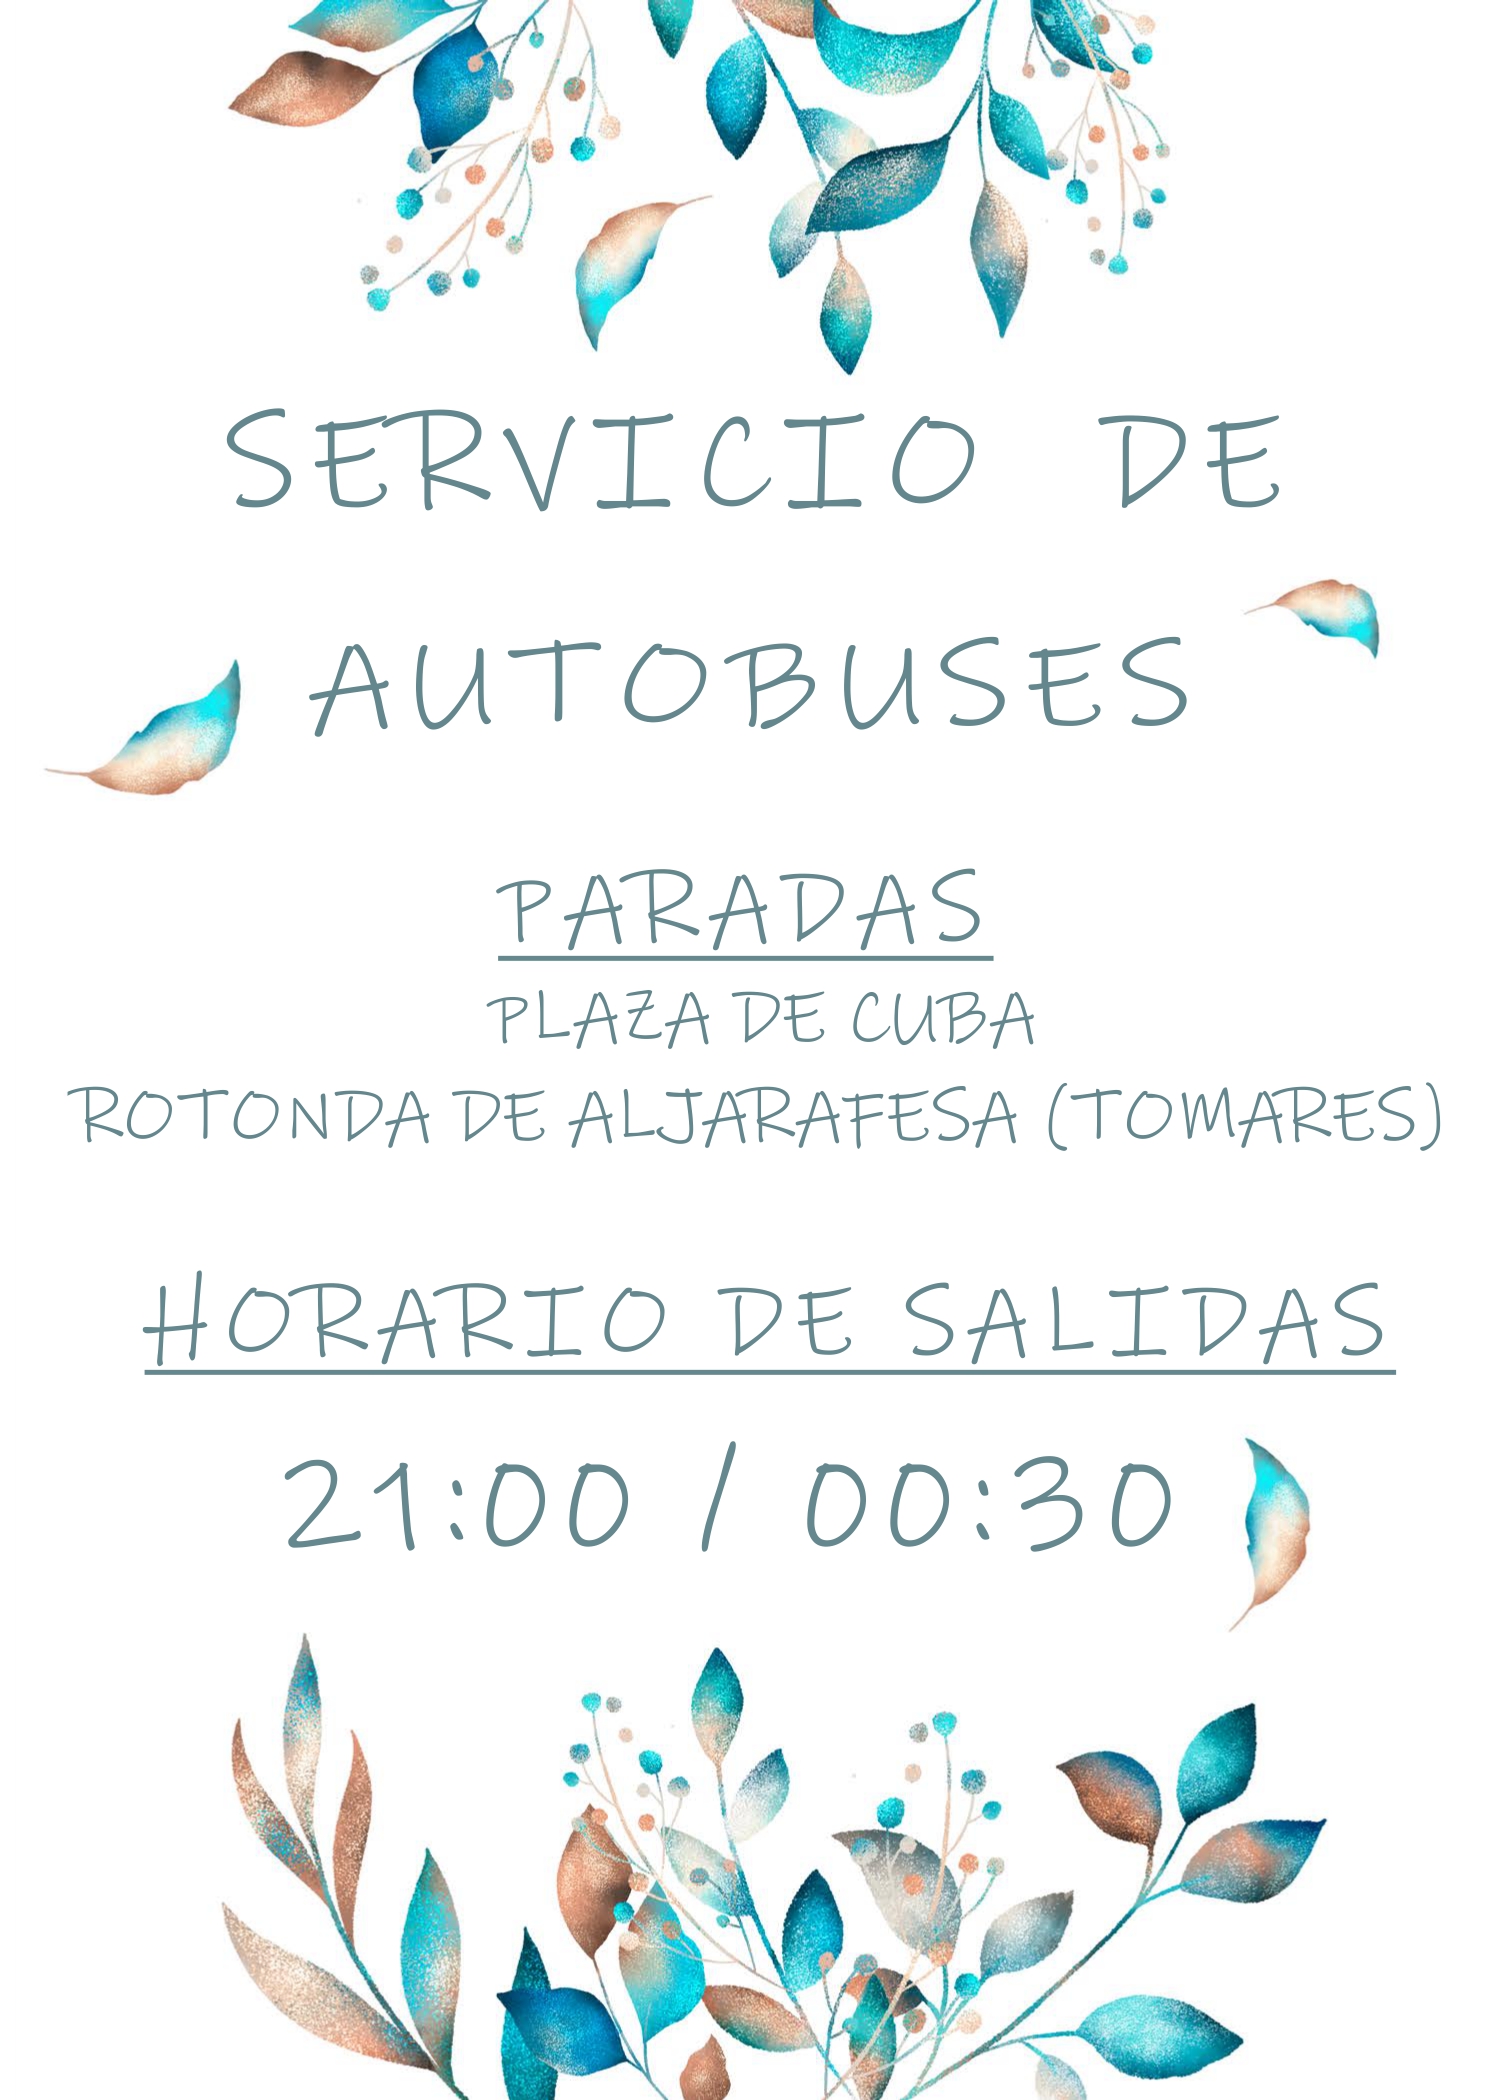 SERVICIO DE
AUTOBUSES
PARADAS
PLAZA DE CUBA
ROTONDA DE ALJARAFESA (TOMARES)
HORARIO DE SALIDAS
21:00 / 00:30